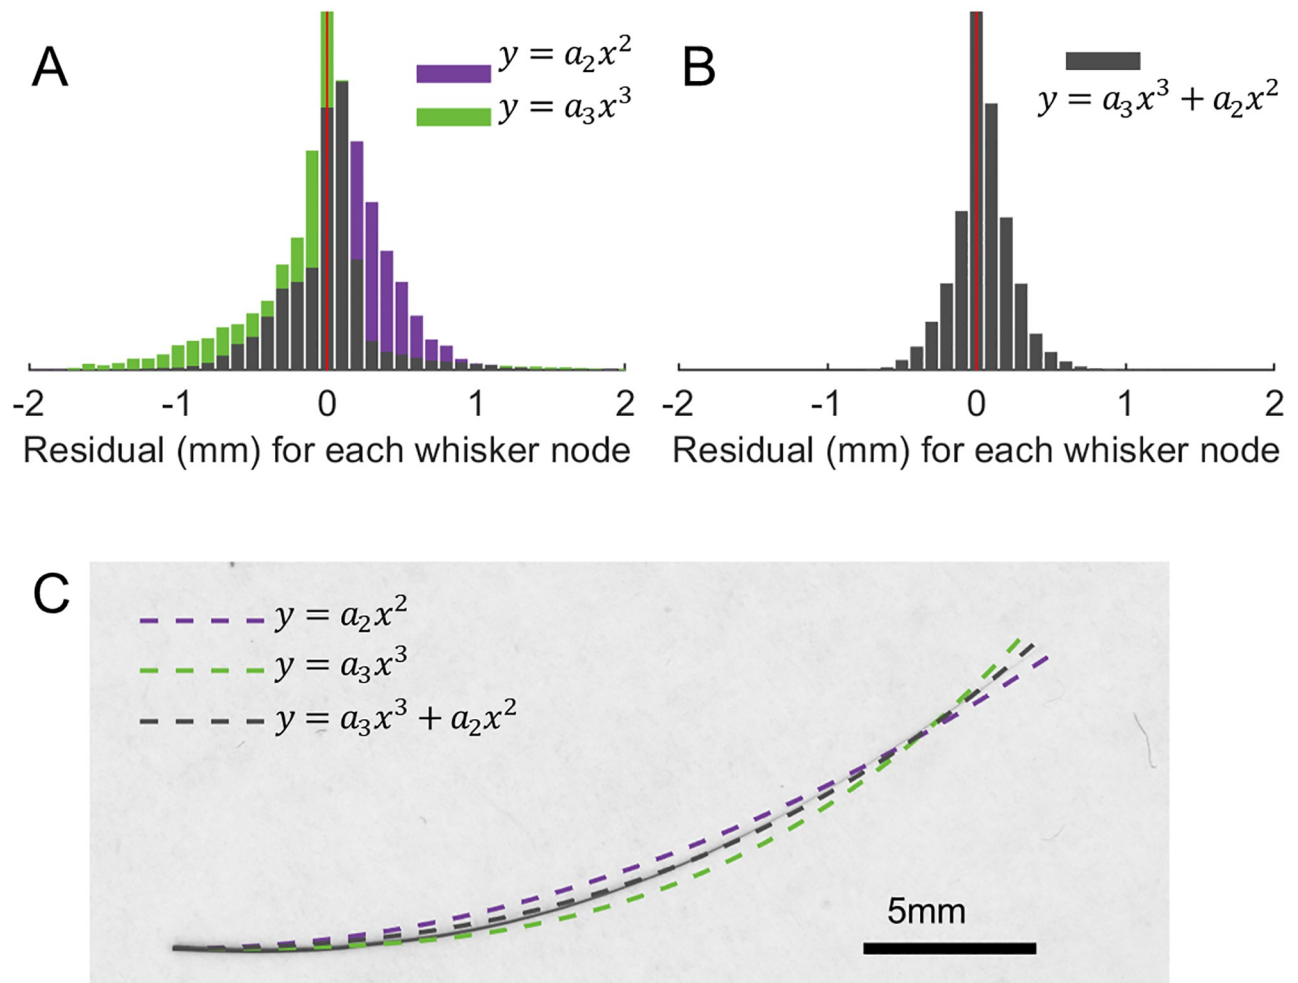 A
y = a₂x²
y = a₃x³
-2 -1 0 1 2
Residual (mm) for each whisker node
B
y = a₃x³ + a₂x²
-2 -1 0 1 2
Residual (mm) for each whisker node
C
y = a₂x²
y = a₃x³
y = a₃x³ + a₂x²
5mm